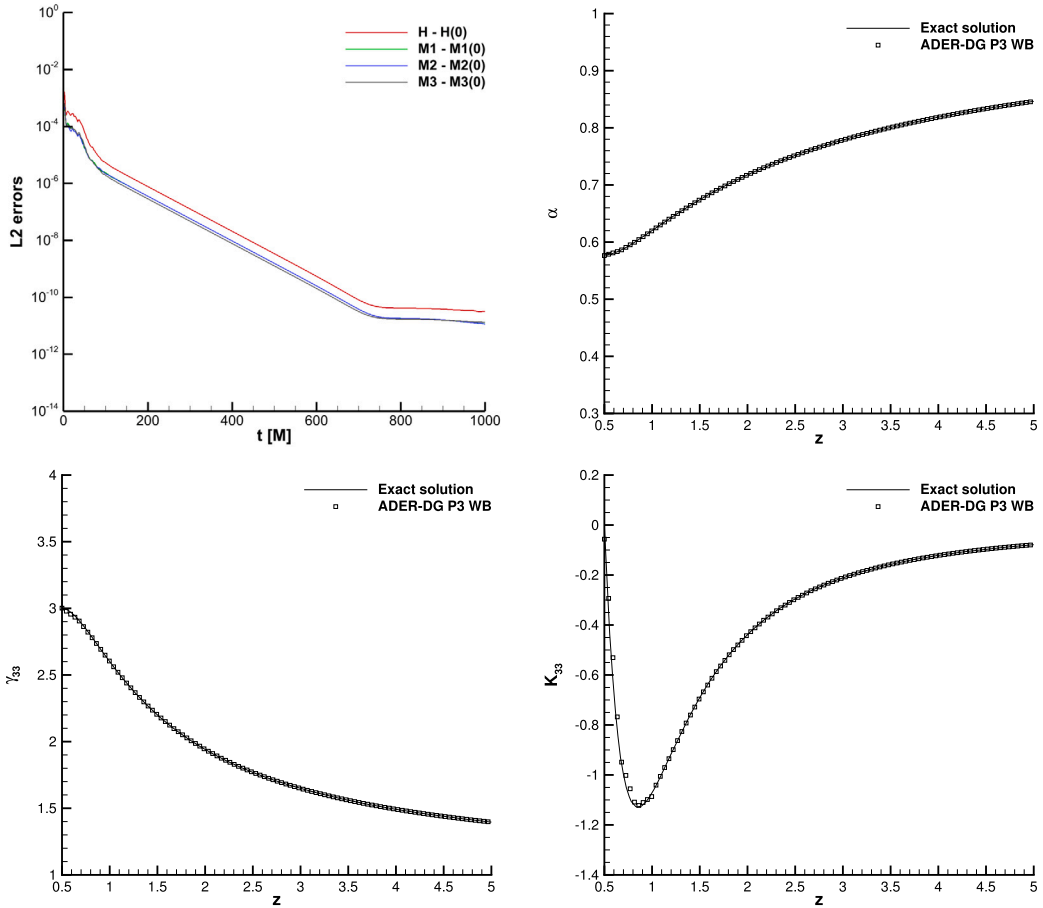 10^0
10^-2
10^-4
10^-6
10^-8
10^-10
10^-12
10^-14
L2 errors
H - H(0)
M1 - M1(0)
M2 - M2(0)
M3 - M3(0)
0 200 400 600 800 1000
t [M]
1
0.9
0.8
0.7
0.6
0.5
0.4
0.3
α
Exact solution
ADER-DG P3 WB
0.5 1 1.5 2 2.5 3 3.5 4 4.5 5
z
4
3.5
3
2.5
2
1.5
1
γ33
Exact solution
ADER-DG P3 WB
0.5 1 1.5 2 2.5 3 3.5 4 4.5 5
z
0.2
0
-0.2
-0.4
-0.6
-0.8
-1
-1.2
-1.4
K33
Exact solution
ADER-DG P3 WB
0.5 1 1.5 2 2.5 3 3.5 4 4.5 5
z